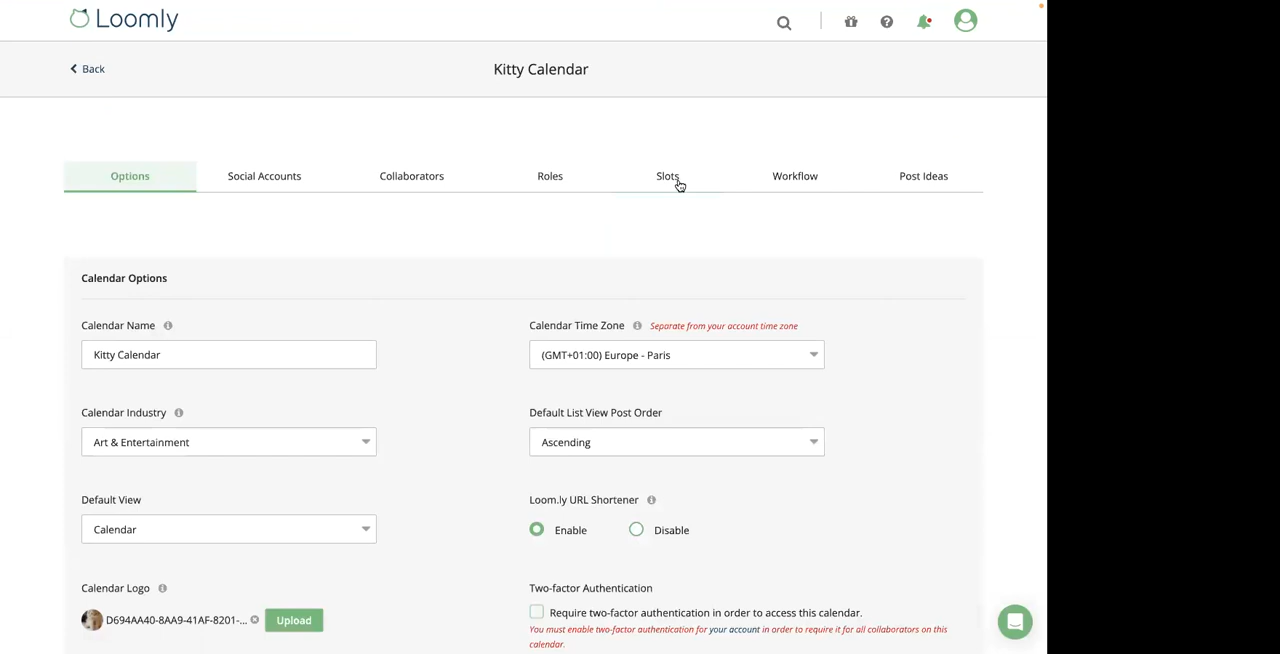 Loomly
Back
Kitty Calendar
Options Social Accounts Collaborators Roles Slots Workflow Post Ideas
Calendar Options
Calendar Name
Kitty Calendar
Calendar Time Zone Separate from your account time zone
(GMT+01:00) Europe - Paris
Calendar Industry
Art & Entertainment
Default List View Post Order
Ascending
Default View
Calendar
Loom.ly URL Shortener
Enable Disable
Calendar Logo
D694AA40-8AA9-41AF-8201-... Upload
Two-factor Authentication
Require two-factor authentication in order to access this calendar.
You must enable two-factor authentication for your account in order to require it for all collaborators on this
calendar.